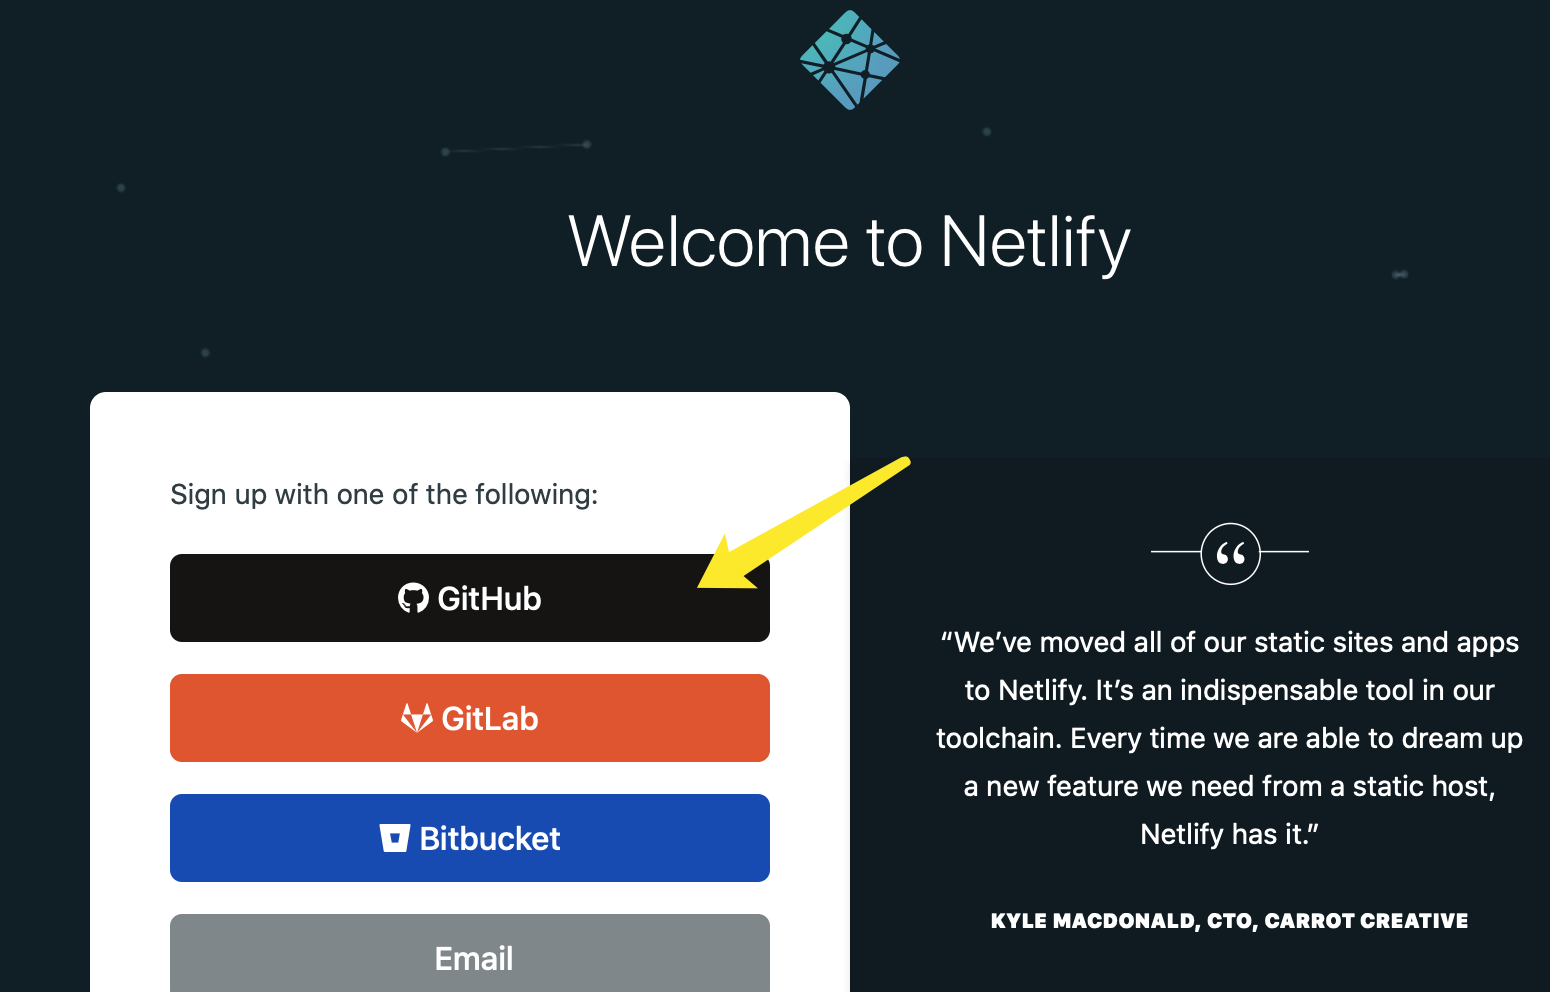 Welcome to Netlify
Sign up with one of the following:
GitHub
GitLab
Bitbucket
Email
“We’ve moved all of our static sites and apps
to Netlify. It’s an indispensable tool in our
toolchain. Every time we are able to dream up
a new feature we need from a static host,
Netlify has it.”
KYLE MACDONALD, CTO, CARROT CREATIVE